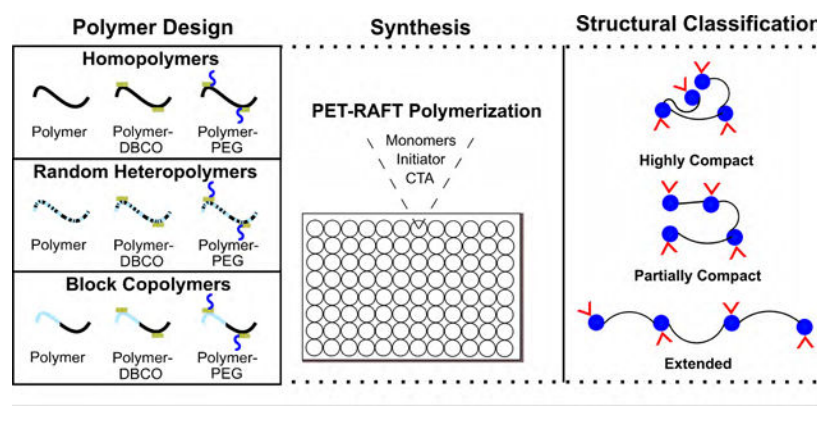 Polymer Design
Synthesis
Structural Classification
Homopolymers
Polymer
Polymer-
DBCO
Polymer-
PEG
Random Heteropolymers
Polymer
Polymer-
DBCO
Polymer-
PEG
Block Copolymers
Polymer
Polymer-
DBCO
Polymer-
PEG
PET-RAFT Polymerization
Monomers
Initiator
CTA
Highly Compact
Partially Compact
Extended